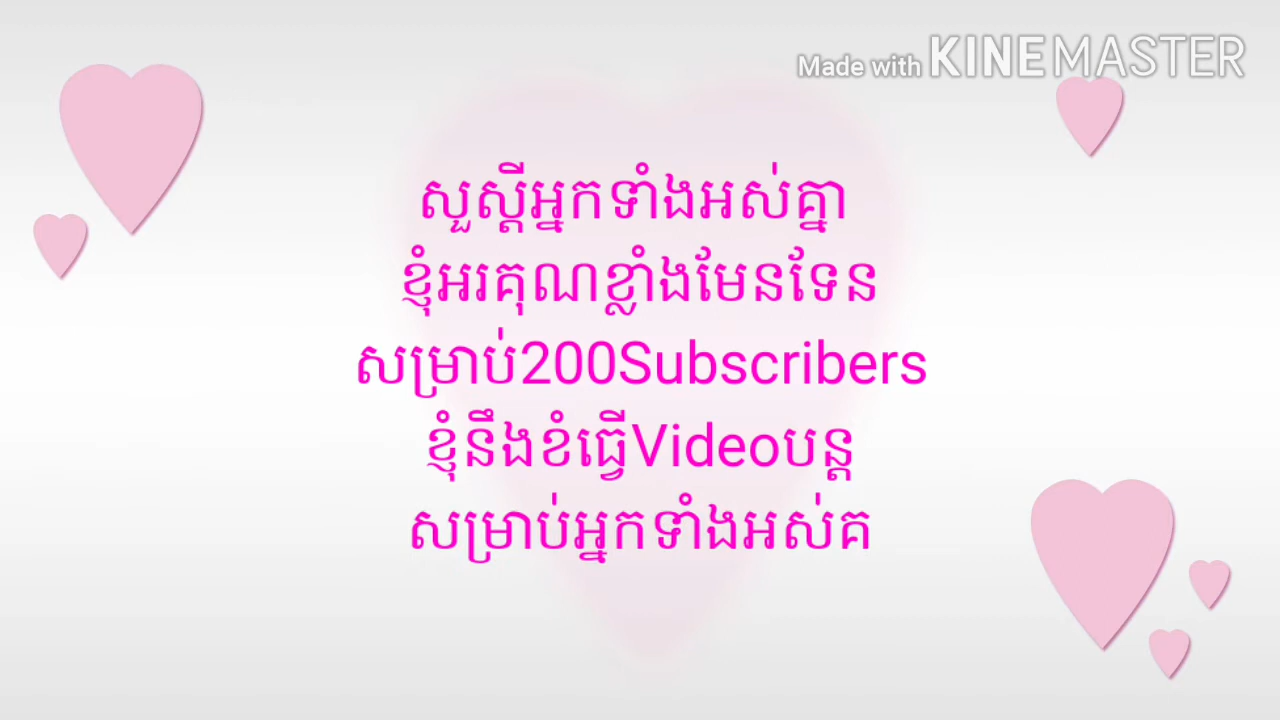 Made with KINEMASTER
សួស្ដីអ្នកទាំងអស់គ្នា
ខ្ញុំអរគុណខ្លាំងមែនទែន
សម្រាប់200Subscribers
ខ្ញុំនឹងខំធ្វើVideoបន្ត
សម្រាប់អ្នកទាំងអស់គ